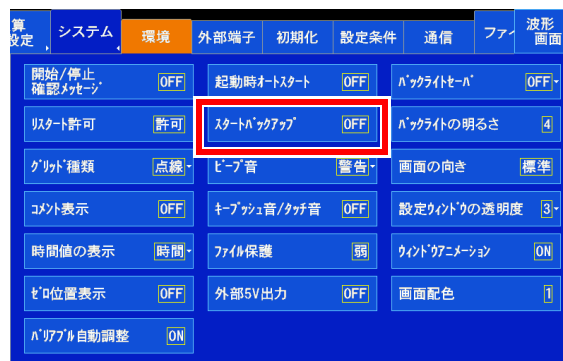 算
設定
システム
環境
外部端子
初期化
設定条件
通信
ファイ
波形
画面
開始/停止
確認ﾒｯｾｰｼﾞ
OFF
起動時ｵｰﾄｽﾀｰﾄ
OFF
ﾊﾞｯｸﾗｲﾄｾｰﾊﾞ
OFF
ﾘｽﾀｰﾄ許可
許可
ｽﾀｰﾄﾊﾞｯｸｱｯﾌﾟ
OFF
ﾊﾞｯｸﾗｲﾄの明るさ
4
ｸﾞﾘｯﾄﾞ種類
点線
ﾋﾞｰﾌﾟ音
警告
画面の向き
標準
ｺﾒﾝﾄ表示
OFF
ｷｰﾌﾟｯｼｭ音/ﾀｯﾁ音
OFF
設定ｳｨﾝﾄﾞｳの透明度
3
時間値の表示
時間
ﾌｧｲﾙ保護
弱
ｳｨﾝﾄﾞｳｱﾆﾒｰｼｮﾝ
ON
ｾﾞﾛ位置表示
OFF
外部5V出力
OFF
画面配色
1
ﾊﾞﾘｱﾌﾞﾙ自動調整
ON